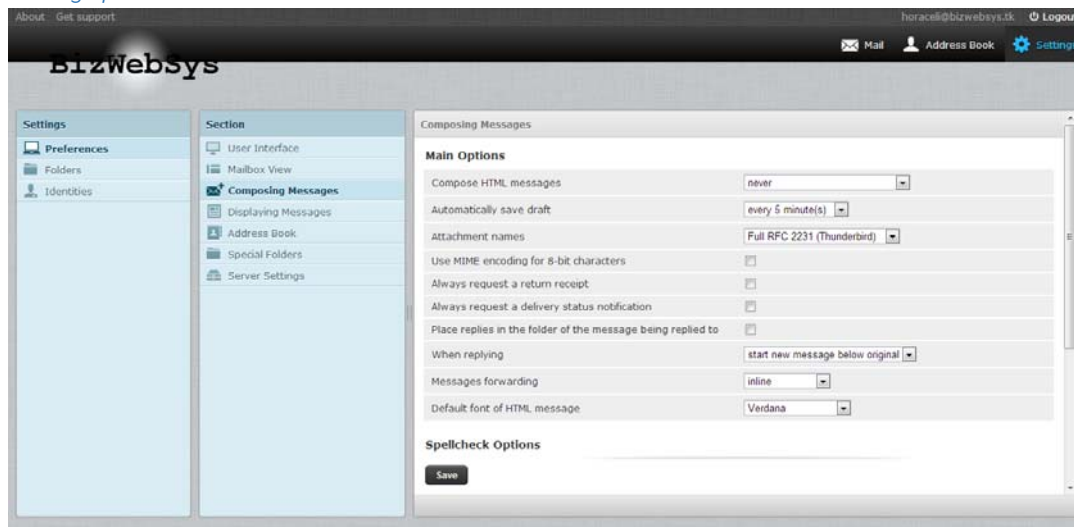 About Get support horaceli@bizwebsys.tk Logout
Mail Address Book Settings
BizWebSys
Settings Section Composing Messages
Preferences
Folders
Identities
User Interface
Mailbox View
Composing Messages
Displaying Messages
Address Book
Special Folders
Server Settings
Main Options
Compose HTML messages never
Automatically save draft every 5 minute(s)
Attachment names Full RFC 2231 (Thunderbird)
Use MIME encoding for 8-bit characters
Always request a return receipt
Always request a delivery status notification
Place replies in the folder of the message being replied to
When replying start new message below original
Messages forwarding inline
Default font of HTML message Verdana
Spellcheck Options
Save